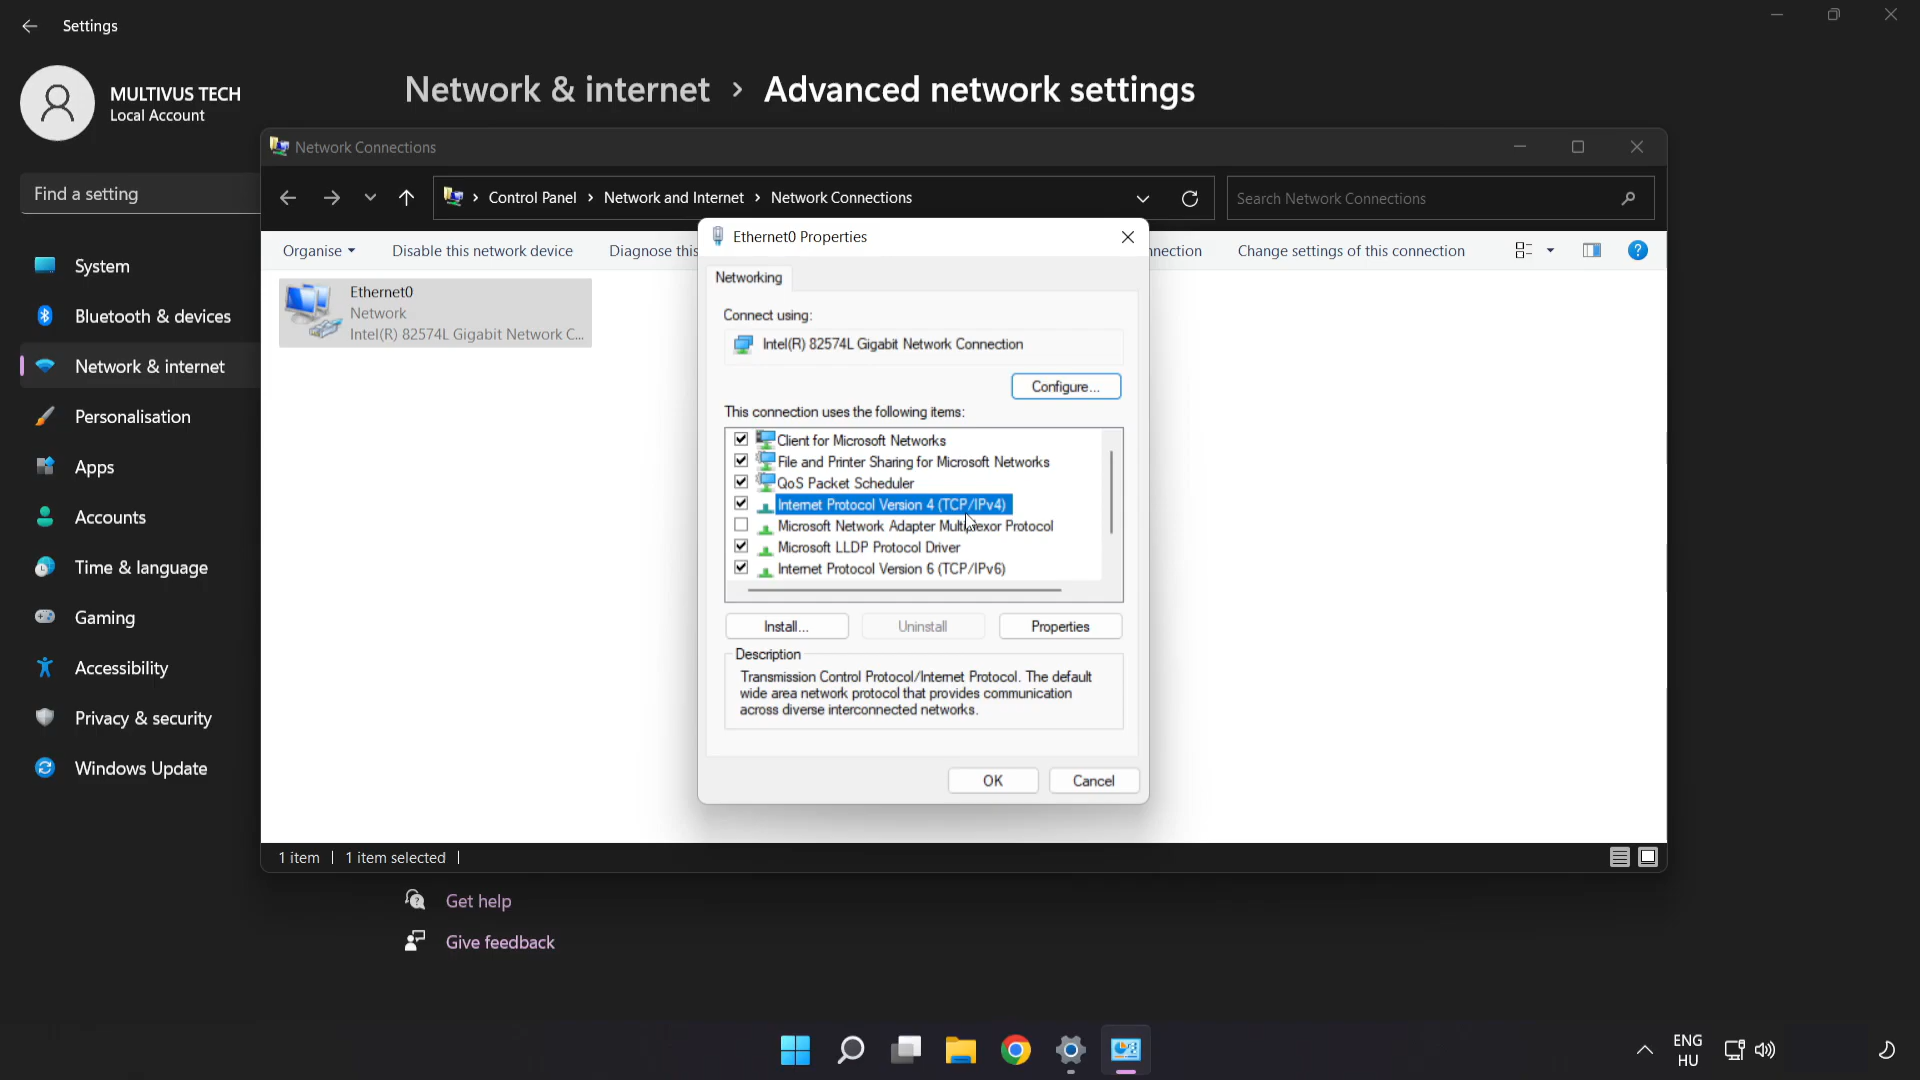 Settings
MULTIVUS TECH
Local Account
Find a setting
System
Bluetooth & devices
Network & internet
Personalisation
Apps
Accounts
Time & language
Gaming
Accessibility
Privacy & security
Windows Update
Network & internet › Advanced network settings
Network Connections
Control Panel › Network and Internet › Network Connections
Search Network Connections
Organise
Disable this network device
Diagnose this
nnection
Change settings of this connection
Ethernet0
Network
Intel(R) 82574L Gigabit Network C...
Ethernet0 Properties
Networking
Connect using:
Intel(R) 82574L Gigabit Network Connection
Configure...
This connection uses the following items:
Client for Microsoft Networks
File and Printer Sharing for Microsoft Networks
QoS Packet Scheduler
Internet Protocol Version 4 (TCP/IPv4)
Microsoft Network Adapter Multiplexor Protocol
Microsoft LLDP Protocol Driver
Internet Protocol Version 6 (TCP/IPv6)
Install...
Uninstall
Properties
Description
Transmission Control Protocol/Internet Protocol. The default
wide area network protocol that provides communication
across diverse interconnected networks.
OK
Cancel
1 item
1 item selected
Get help
Give feedback
ENG
HU